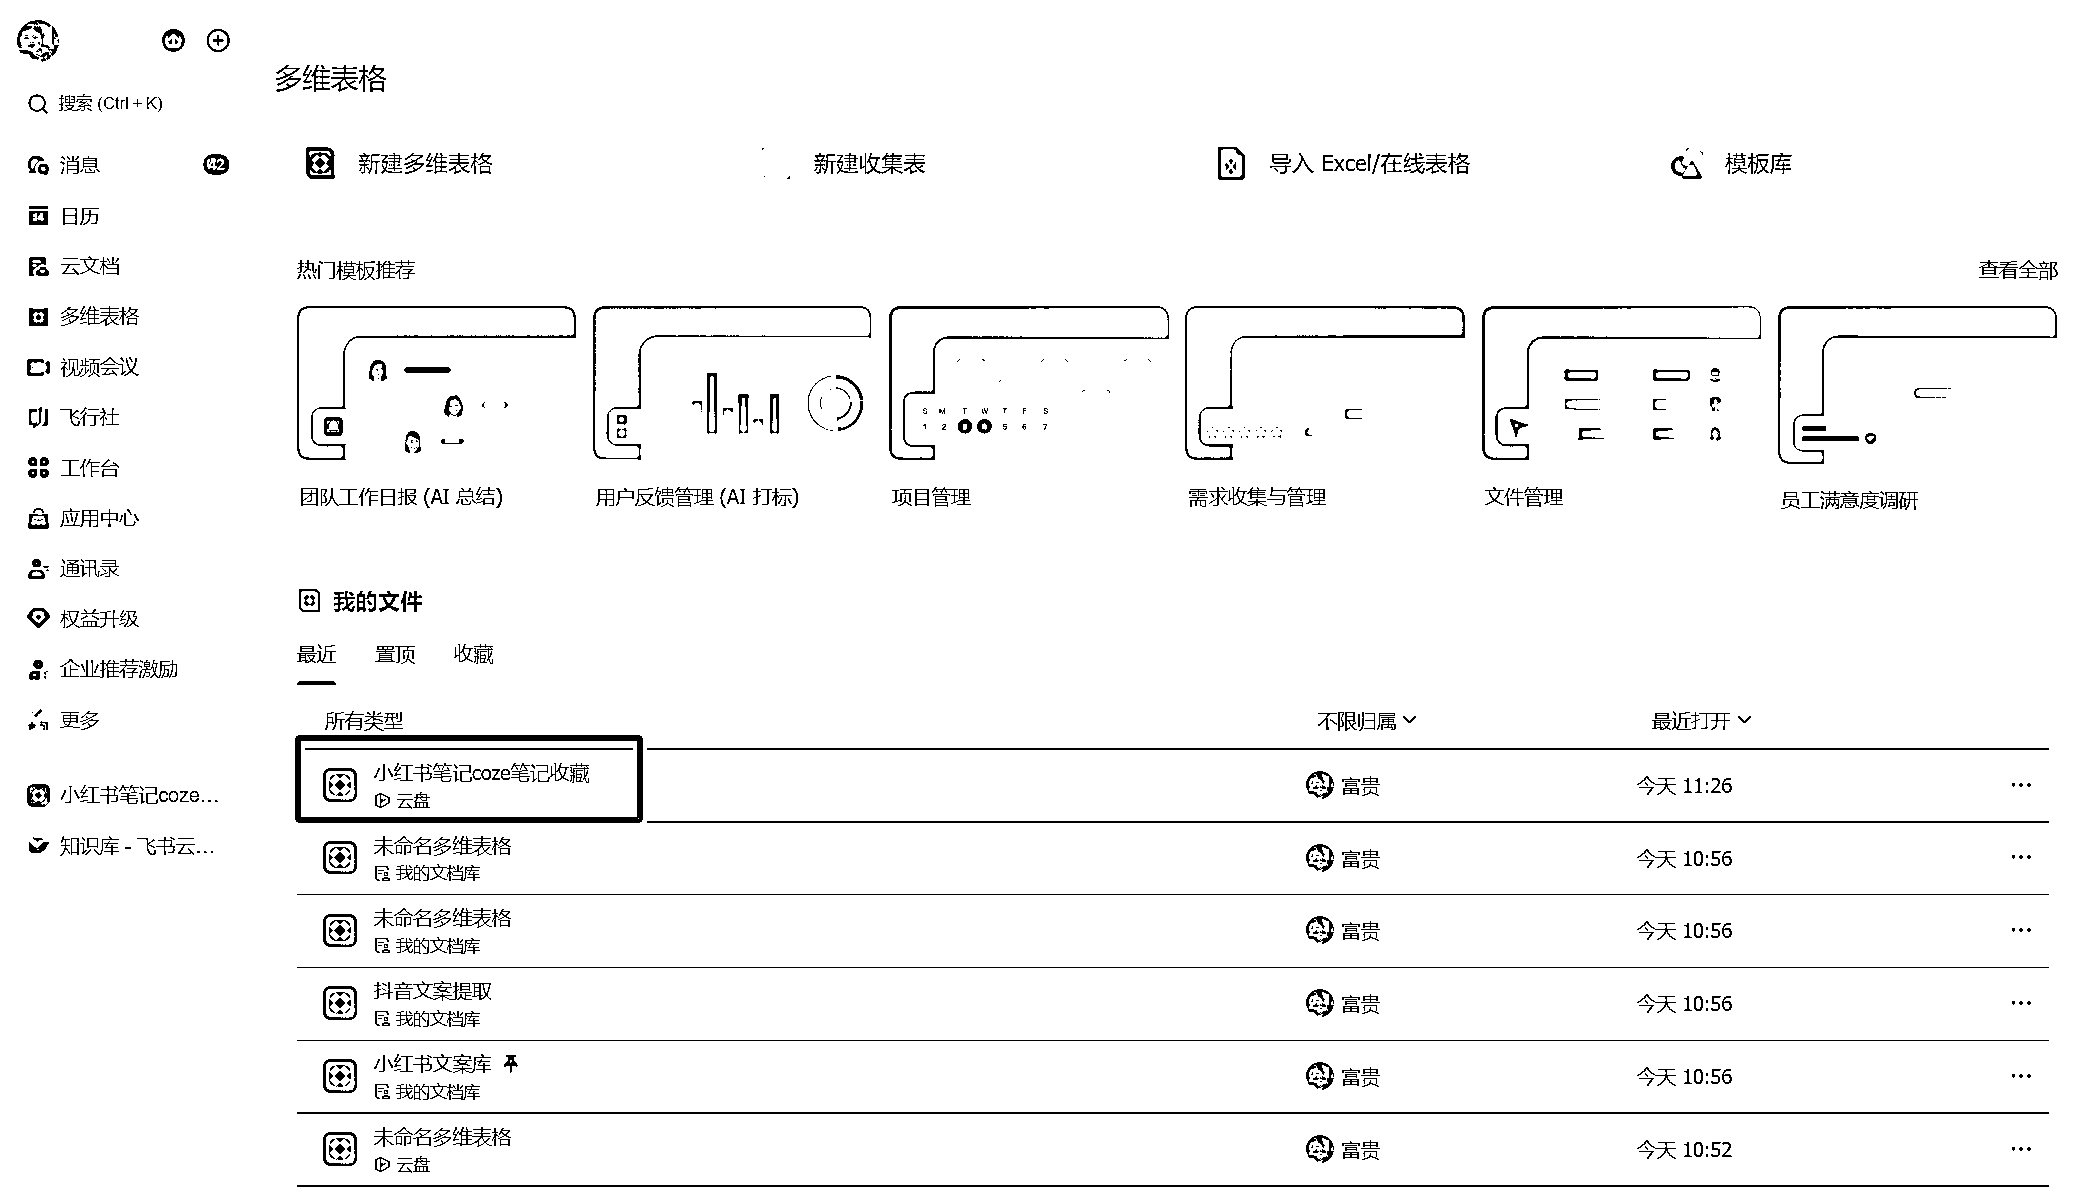 搜索 (Ctrl + K)
消息
42
日历
云文档
多维表格
视频会议
飞行社
工作台
应用中心
通讯录
权益升级
企业推荐激励
更多
小红书笔记coze...
知识库 - 飞书云...
多维表格
新建多维表格
新建收集表
导入 Excel/在线表格
模板库
热门模板推荐
查看全部
S M T W T F S
1 2 5 6 7
团队工作日报 (AI 总结)
用户反馈管理 (AI 打标)
项目管理
需求收集与管理
文件管理
员工满意度调研
我的文件
最近 置顶 收藏
所有类型 不限归属 最近打开
小红书笔记coze笔记收藏
云盘
富贵 今天 11:26
未命名多维表格
我的文档库
富贵 今天 10:56
未命名多维表格
我的文档库
富贵 今天 10:56
抖音文案提取
我的文档库
富贵 今天 10:56
小红书文案库
我的文档库
富贵 今天 10:56
未命名多维表格
云盘
富贵 今天 10:52